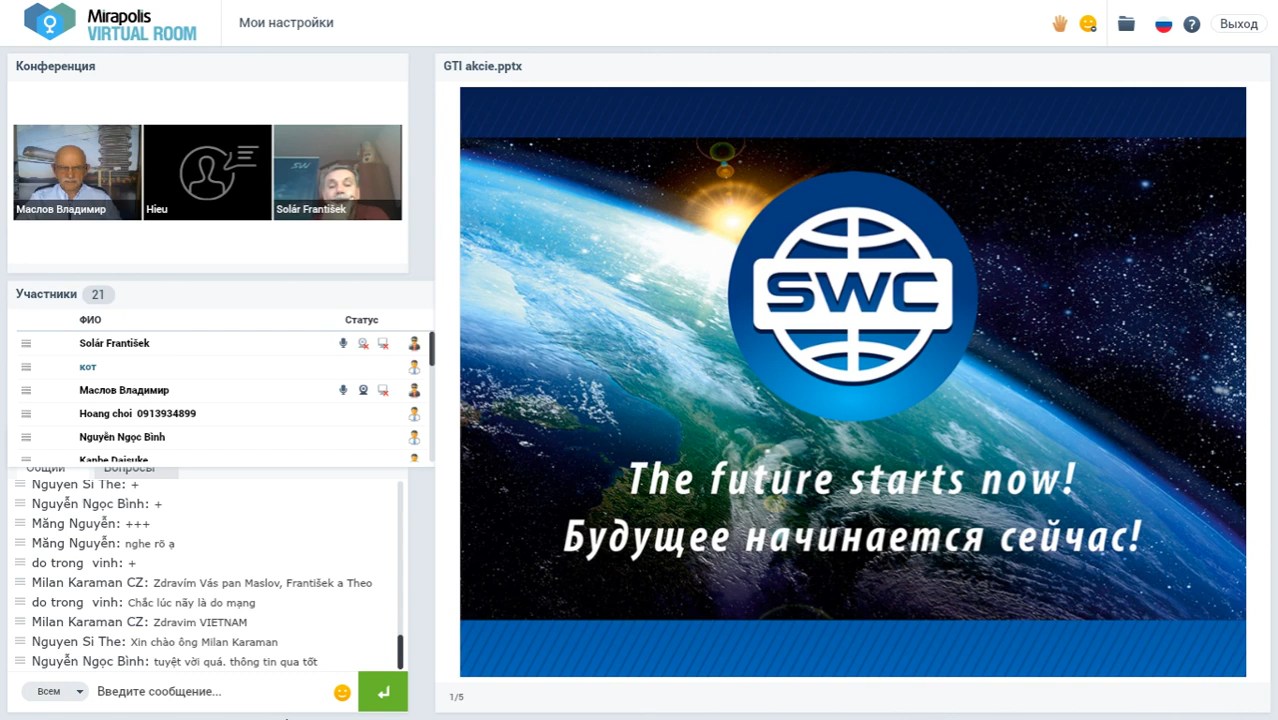 Mirapolis
VIRTUAL ROOM
Мои настройки
Выход
Конференция
GTI akcie.pptx
Маслов Владимир
Hieu
Solár František
Участники 21
ФИО Статус
Solár František
кот
Маслов Владимир
Hoang choi 0913934899
Nguyễn Ngọc Bình
Kanbe Daisuke
Общий Вопросы
Nguyen Si The: +
Nguyễn Ngọc Bình: +
Măng Nguyễn: +++
Măng Nguyễn: nghe rõ ạ
do trong vinh: +
Milan Karaman CZ: Zdravím Vás pan Maslov, František a Theo
do trong vinh: Chắc lúc nãy là do mạng
Milan Karaman CZ: Zdravim VIETNAM
Nguyen Si The: Xin chào ông Milan Karaman
Nguyễn Ngọc Bình: tuyệt vời quá. thông tin qua tốt
Всем Введите сообщение...
SW
SWC
The future starts now!
Будущее начинается сейчас!
1/5